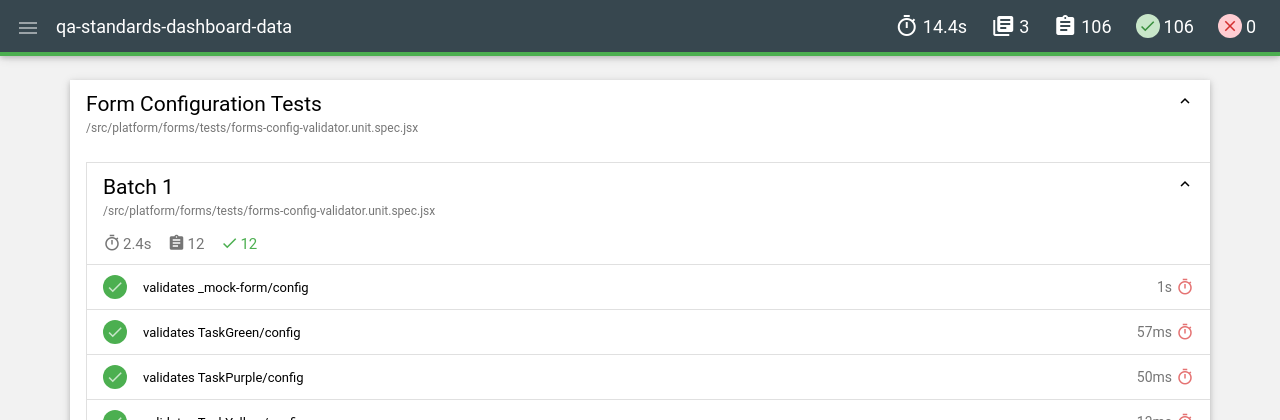 qa-standards-dashboard-data
14.4s 3 106 106 0
Form Configuration Tests
/src/platform/forms/tests/forms-config-validator.unit.spec.jsx
Batch 1
/src/platform/forms/tests/forms-config-validator.unit.spec.jsx
2.4s 12 12
validates _mock-form/config 1s
validates TaskGreen/config 57ms
validates TaskPurple/config 50ms